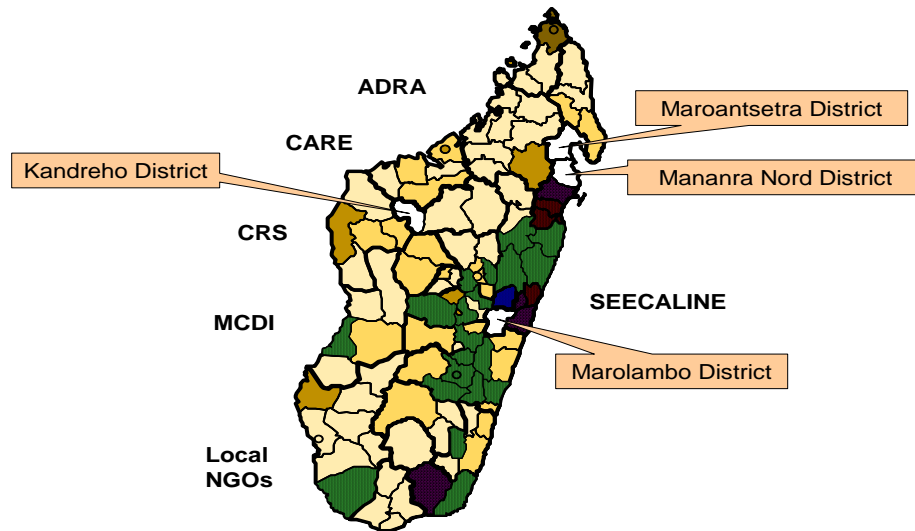 ADRA
Maroantsetra District
CARE
Kandreho District
Mananra Nord District
CRS
SEECALINE
MCDI
Marolambo District
Local
NGOs